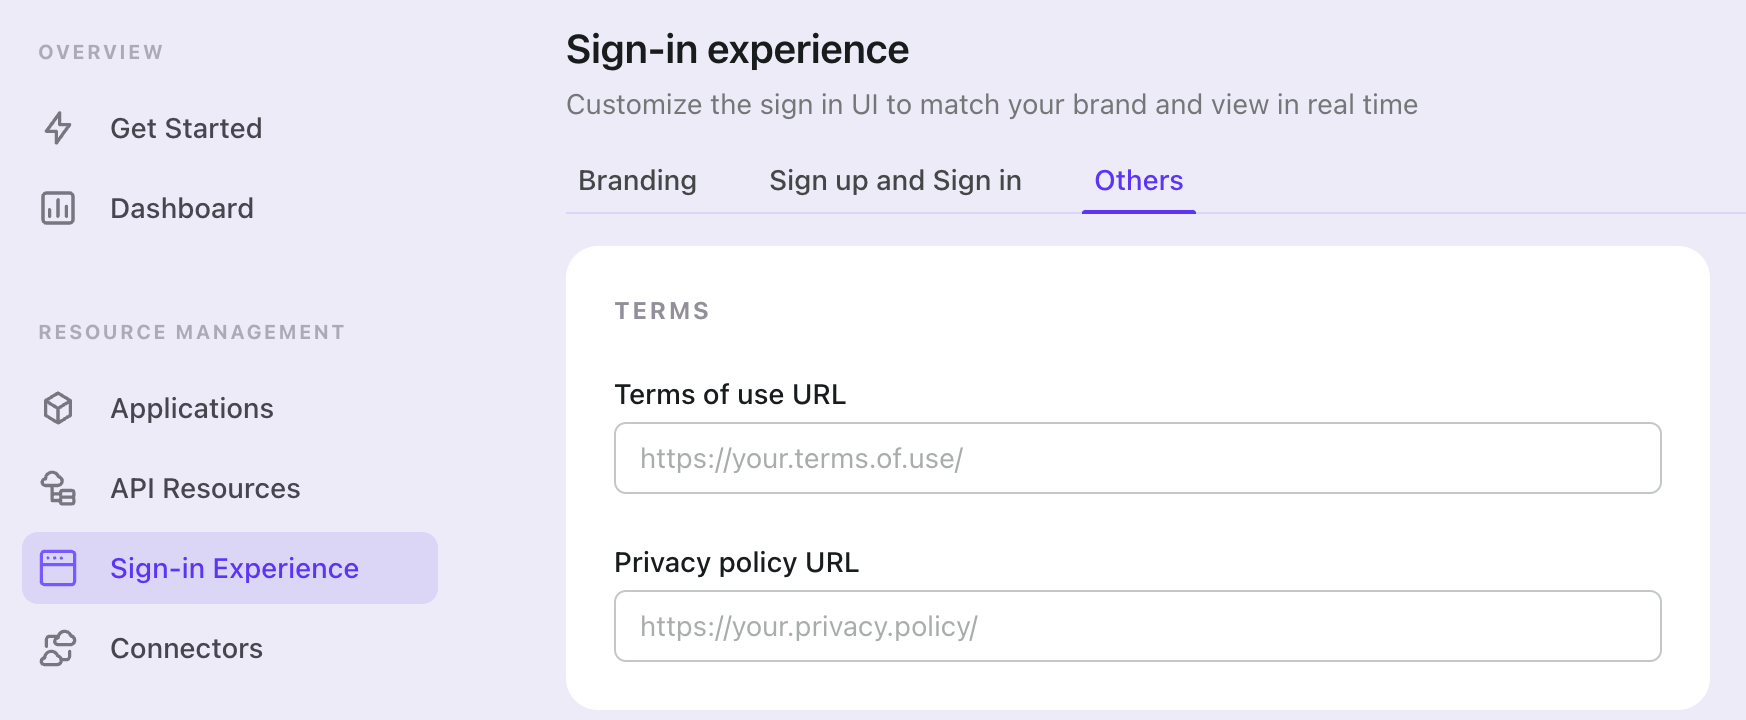 OVERVIEW
Get Started
Dashboard
RESOURCE MANAGEMENT
Applications
API Resources
Sign-in Experience
Connectors
Sign-in experience
Customize the sign in UI to match your brand and view in real time
Branding Sign up and Sign in Others
TERMS
Terms of use URL
https://your.terms.of.use/
Privacy policy URL
https://your.privacy.policy/